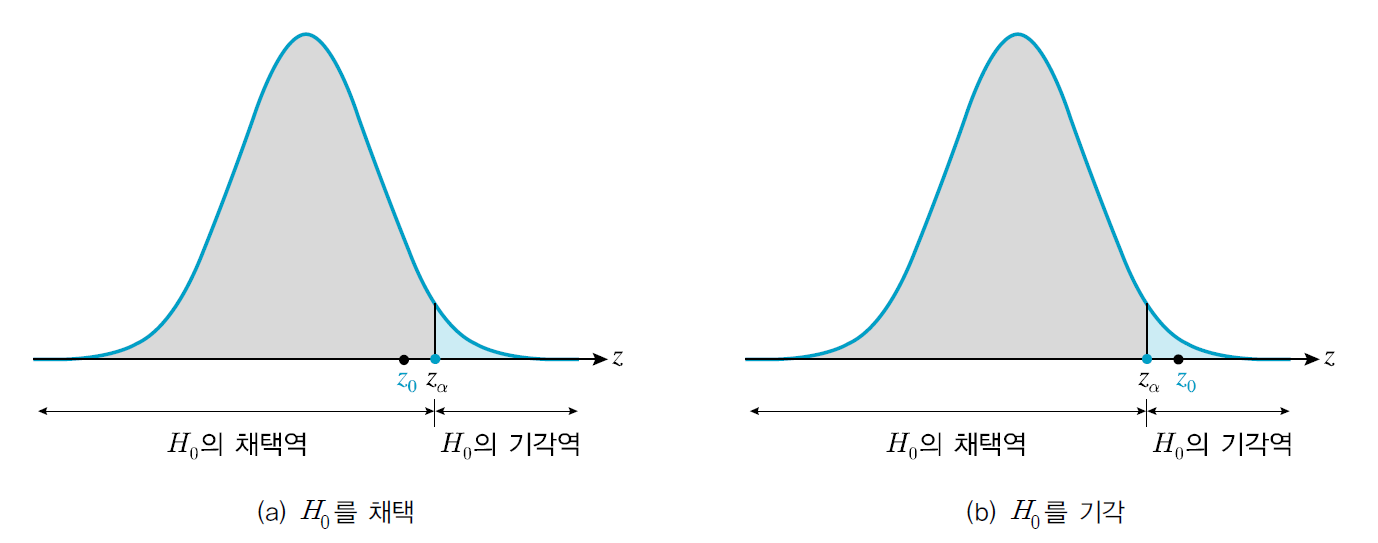 z
z₀ z_α
H₀의 채택역 H₀의 기각역
(a) H₀를 채택
z
z_α z₀
H₀의 채택역 H₀의 기각역
(b) H₀를 기각